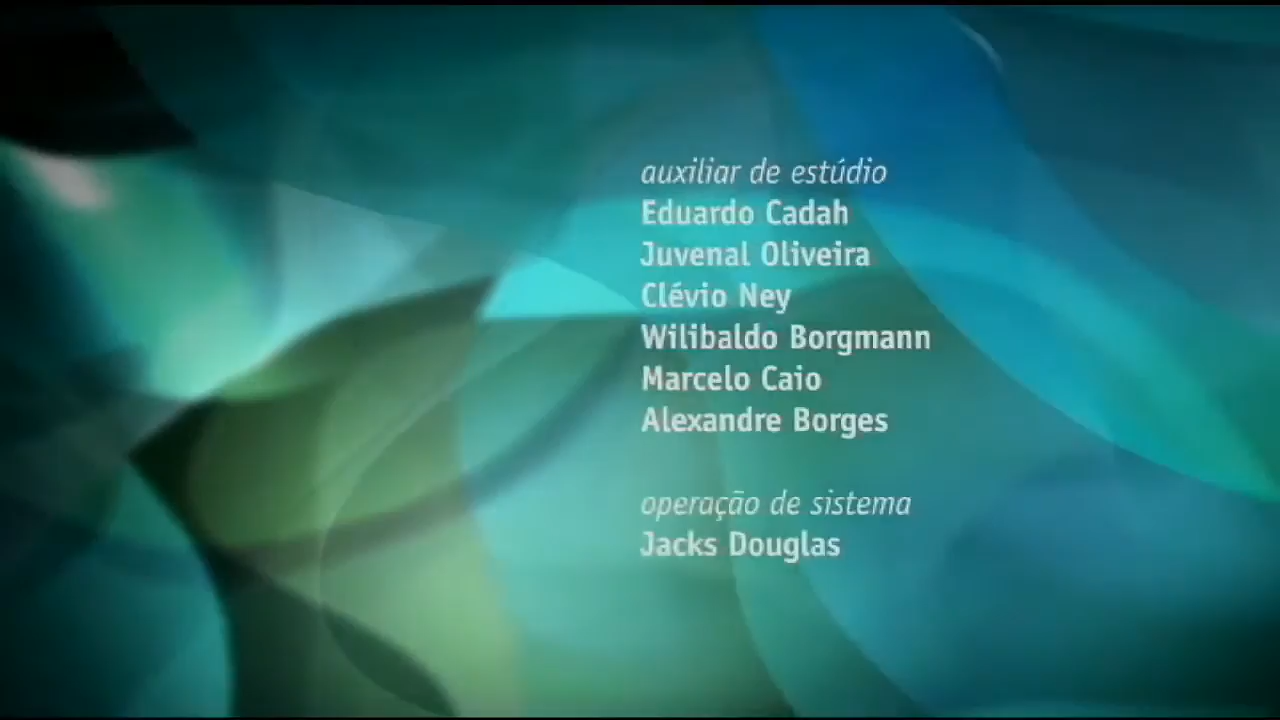 auxiliar de estúdio
Eduardo Cadah
Juvenal Oliveira
Clévio Ney
Wilibaldo Borgmann
Marcelo Caio
Alexandre Borges
operação de sistema
Jacks Douglas